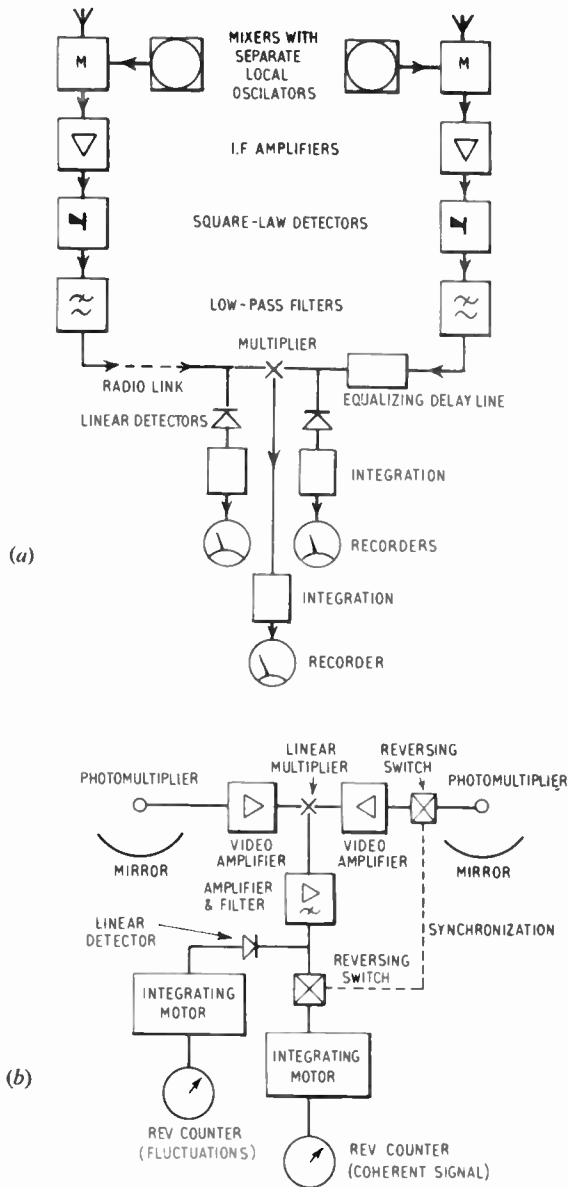 MIXERS WITH
SEPARATE
LOCAL
OSCILATORS
M
M
I.F AMPLIFIERS
SQUARE-LAW DETECTORS
LOW-PASS FILTERS
MULTIPLIER
RADIO LINK
EQUALIZING DELAY LINE
LINEAR DETECTORS
INTEGRATION
RECORDERS
(a)
INTEGRATION
RECORDER
LINEAR
MULTIPLIER
REVERSING
SWITCH
PHOTOMULTIPLIER
PHOTOMULTIPLIER
VIDEO
AMPLIFIER
VIDEO
AMPLIFIER
MIRROR
MIRROR
AMPLIFIER
& FILTER
SYNCHRONIZATION
LINEAR
DETECTOR
REVERSING
SWITCH
INTEGRATING
MOTOR
INTEGRATING
MOTOR
(b)
REV COUNTER
(FLUCTUATIONS)
REV COUNTER
(COHERENT SIGNAL)